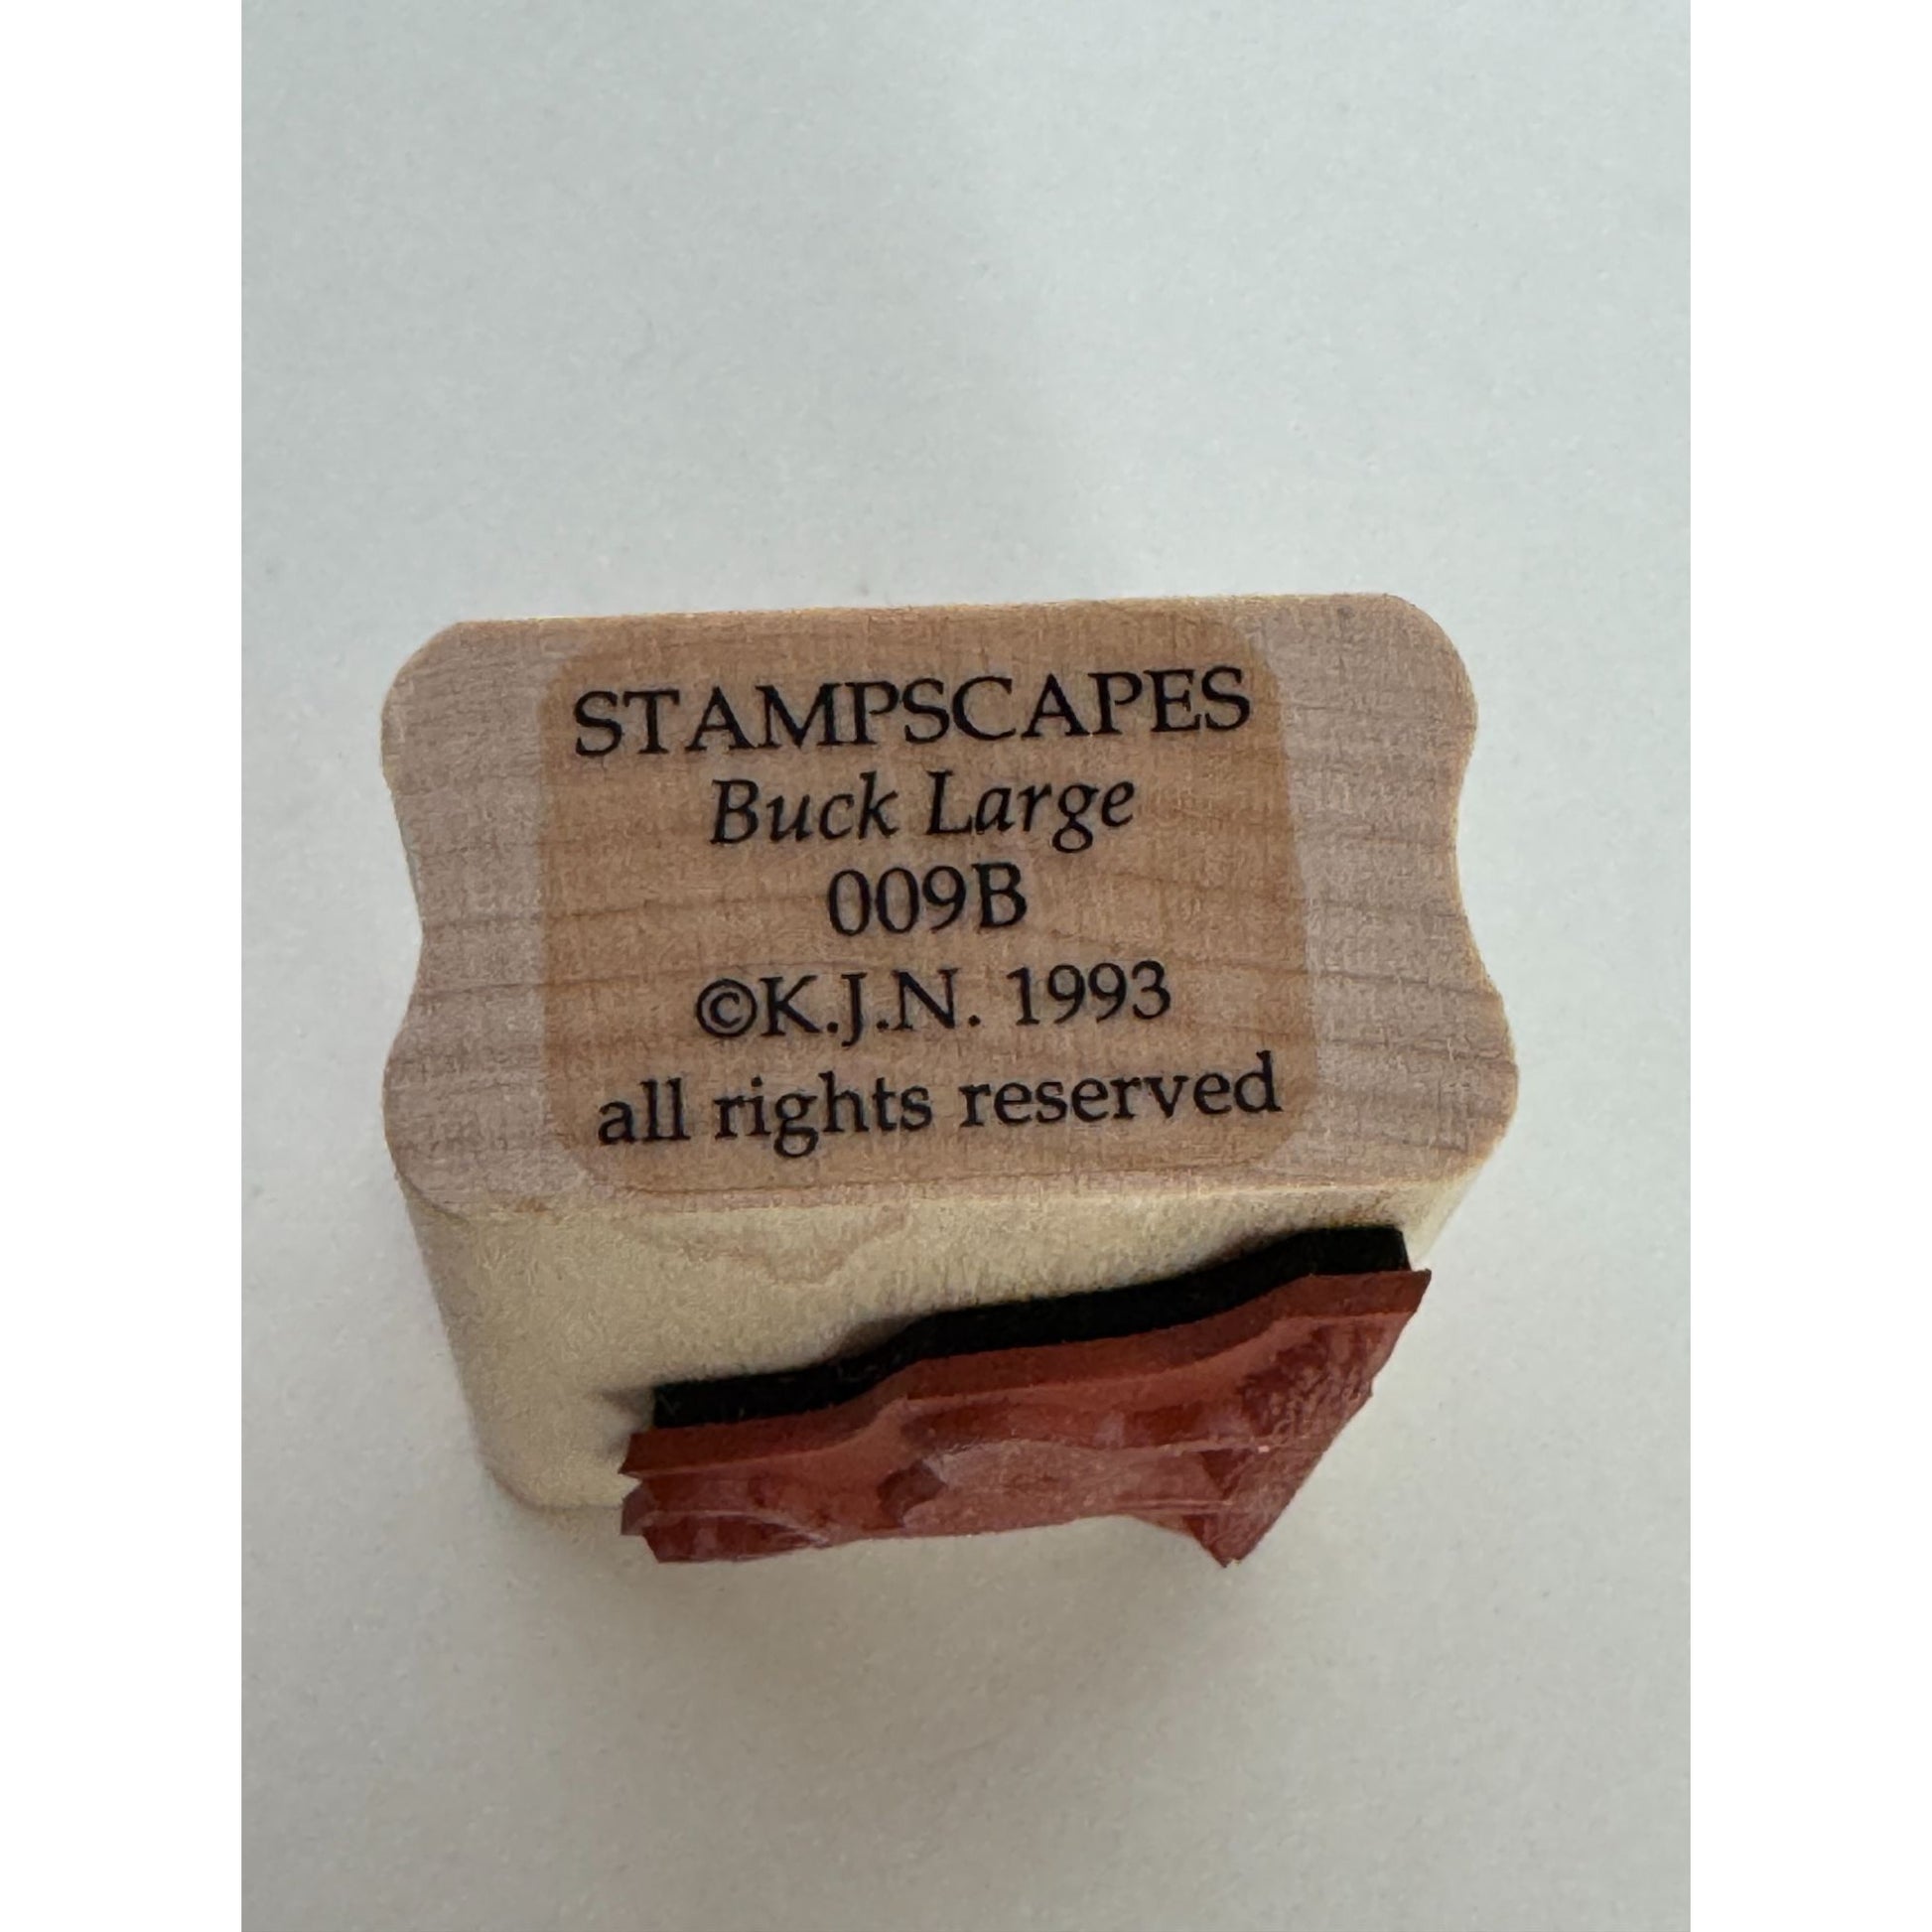 STAMPSCAPES
Buck Large
009B
©K.J.N. 1993
all rights reserved